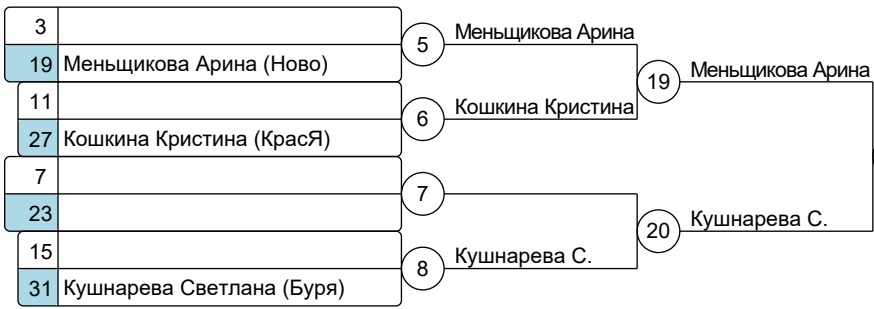 3
19 Меньщикова Арина (Ново)
11
27 Кошкина Кристина (КрасЯ)
7
23
15
31 Кушнарева Светлана (Буря)
5 Меньщикова Арина
6 Кошкина Кристина
7
8 Кушнарева С.
19 Меньщикова Арина
20 Кушнарева С.